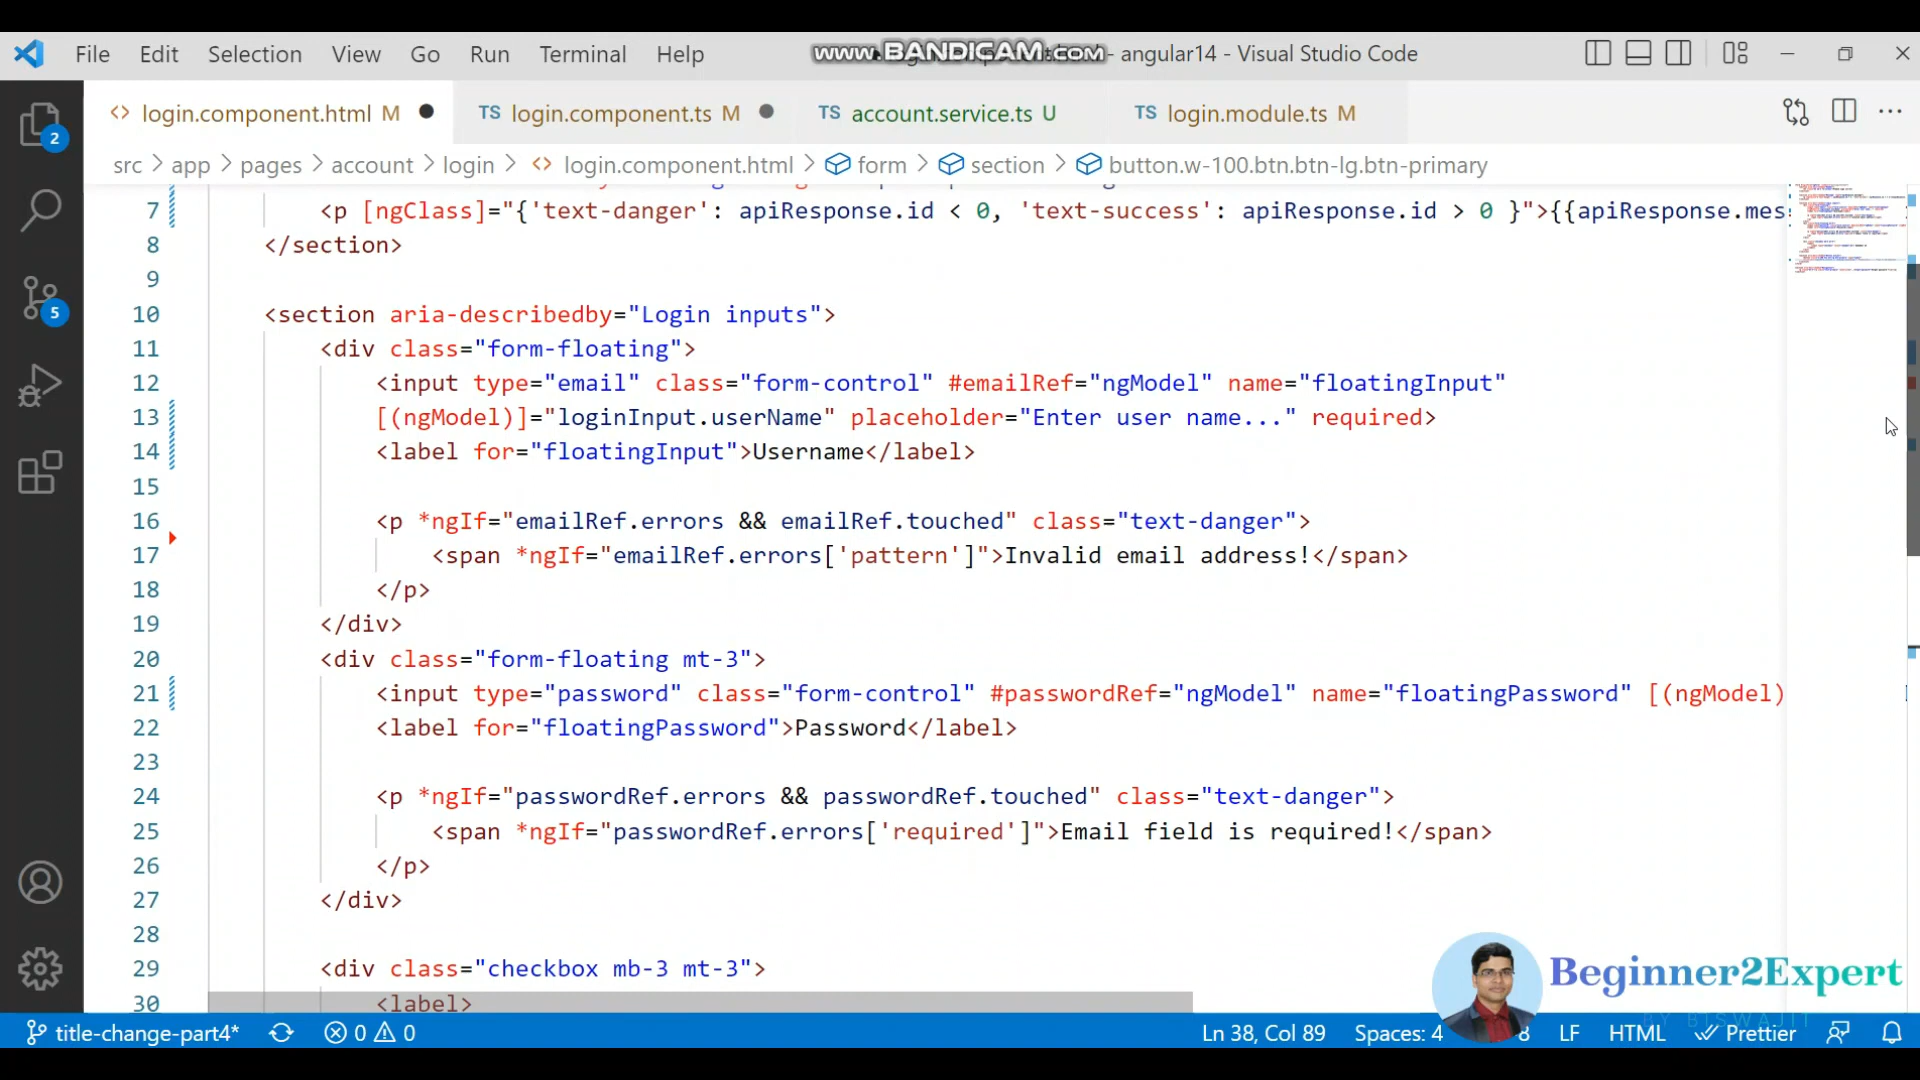 File Edit Selection View Go Run Terminal Help www.BANDICAM.com - angular14 - Visual Studio Code
login.component.html M login.component.ts M account.service.ts U login.module.ts M
src > app > pages > account > login > login.component.html > form > section > button.w-100.btn.btn-lg.btn-primary
7 <p [ngClass]="{'text-danger': apiResponse.id < 0, 'text-success': apiResponse.id > 0 }">{{apiResponse.mes
8 </section>
9
10 <section aria-describedby="Login inputs">
11 <div class="form-floating">
12 <input type="email" class="form-control" #emailRef="ngModel" name="floatingInput"
13 [(ngModel)]="loginInput.userName" placeholder="Enter user name..." required>
14 <label for="floatingInput">Username</label>
15
16 <p *ngIf="emailRef.errors && emailRef.touched" class="text-danger">
17 <span *ngIf="emailRef.errors['pattern']">Invalid email address!</span>
18 </p>
19 </div>
20 <div class="form-floating mt-3">
21 <input type="password" class="form-control" #passwordRef="ngModel" name="floatingPassword" [(ngModel)
22 <label for="floatingPassword">Password</label>
23
24 <p *ngIf="passwordRef.errors && passwordRef.touched" class="text-danger">
25 <span *ngIf="passwordRef.errors['required']">Email field is required!</span>
26 </p>
27 </div>
28
29 <div class="checkbox mb-3 mt-3">
30 <label>
2
5
Beginner2Expert
BY BISWAJIT
title-change-part4* 0 0 Ln 38, Col 89 Spaces: 4 8 LF HTML Prettier